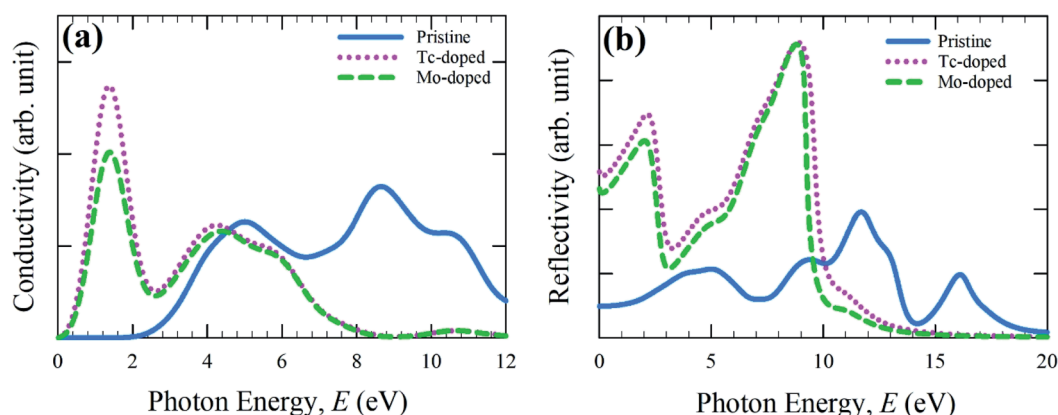 (a)
Pristine
Tc-doped
Mo-doped
Conductivity (arb. unit)
0 2 4 6 8 10 12
Photon Energy, E (eV)
(b)
Pristine
Tc-doped
Mo-doped
Reflectivity (arb. unit)
0 5 10 15 20
Photon Energy, E (eV)